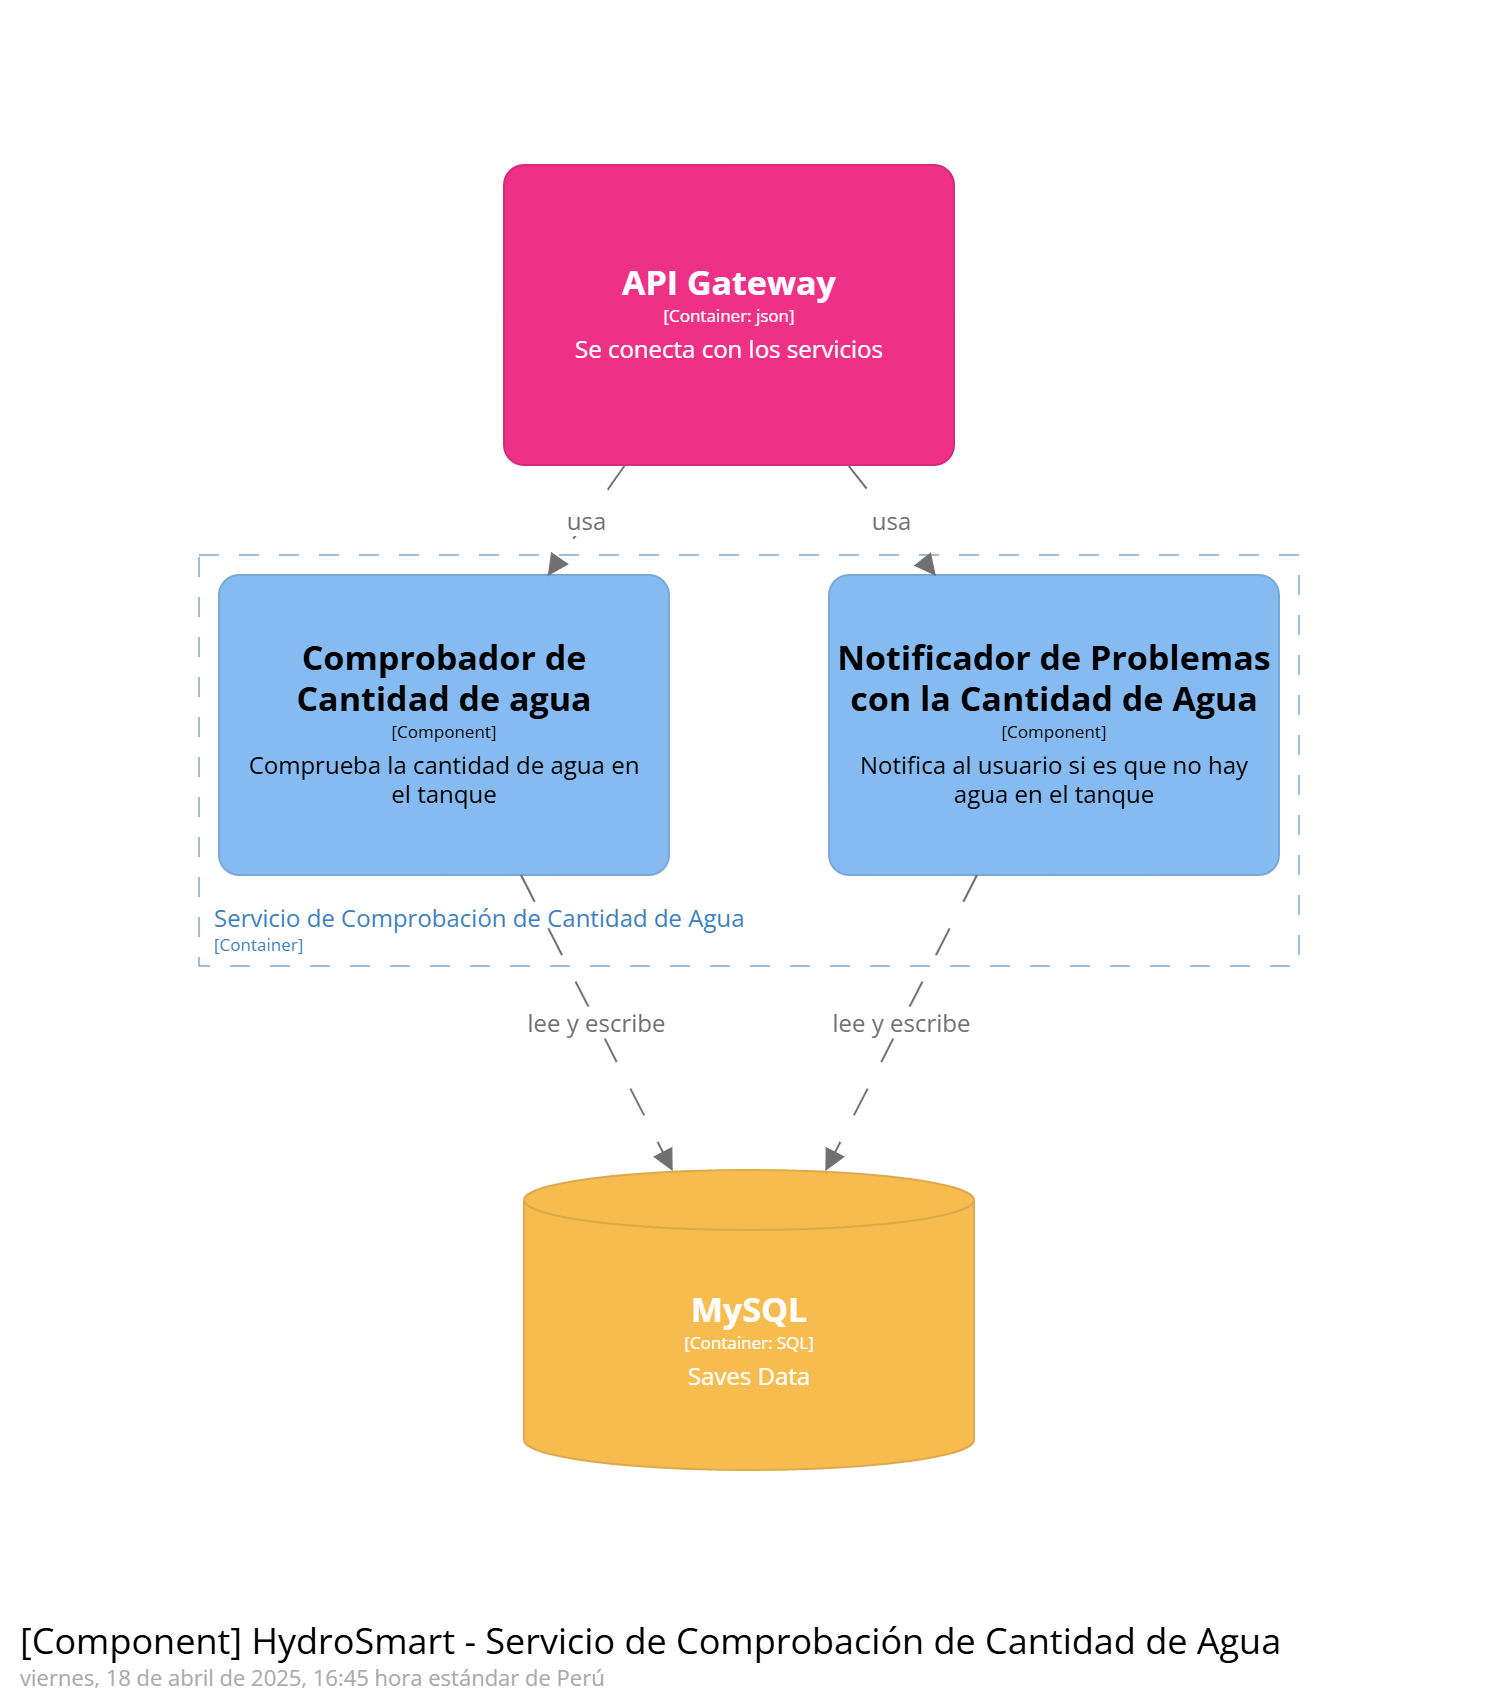 API Gateway
[Container: json]
Se conecta con los servicios
usa
usa
Comprobador de
Cantidad de agua
[Component]
Comprueba la cantidad de agua en
el tanque
Notificador de Problemas
con la Cantidad de Agua
[Component]
Notifica al usuario si es que no hay
agua en el tanque
Servicio de Comprobación de Cantidad de Agua
[Container]
lee y escribe
lee y escribe
MySQL
[Container: SQL]
Saves Data
[Component] HydroSmart - Servicio de Comprobación de Cantidad de Agua
viernes, 18 de abril de 2025, 16:45 hora estándar de Perú